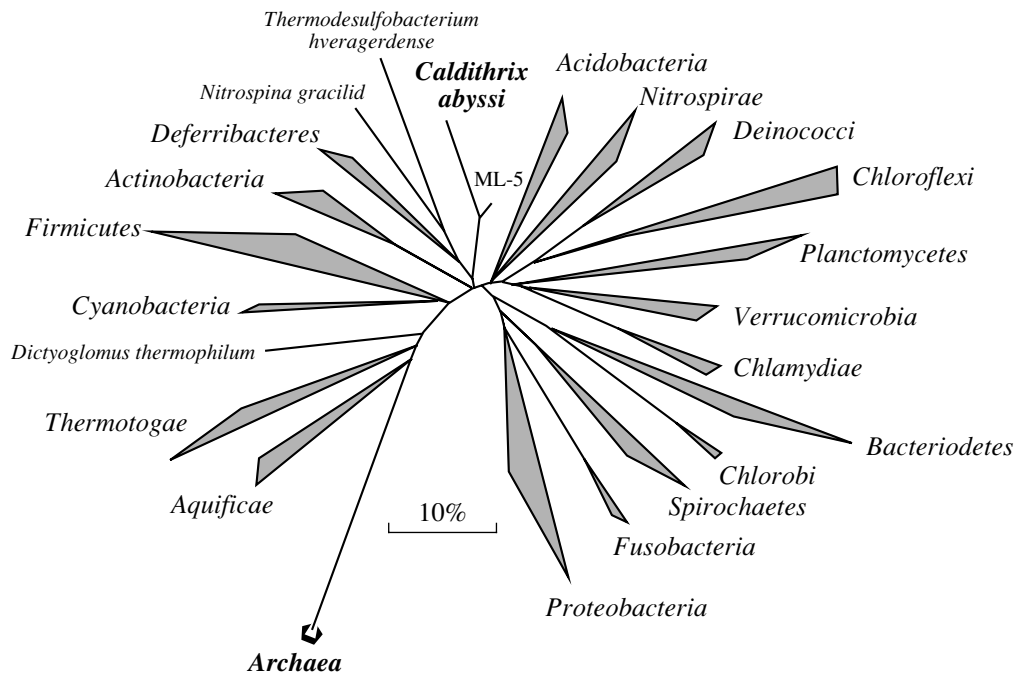 Thermodesulfobacterium
hveragerdense
Caldithrix
abyssi
Acidobacteria
Nitrospina gracilid
Nitrospirae
Deferribacteres
Deinococci
Actinobacteria
ML-5
Chloroflexi
Firmicutes
Planctomycetes
Cyanobacteria
Verrucomicrobia
Dictyoglomus thermophilum
Chlamydiae
Thermotogae
Bacteriodetes
Chlorobi
Aquificae
Spirochaetes
10%
Fusobacteria
Proteobacteria
Archaea